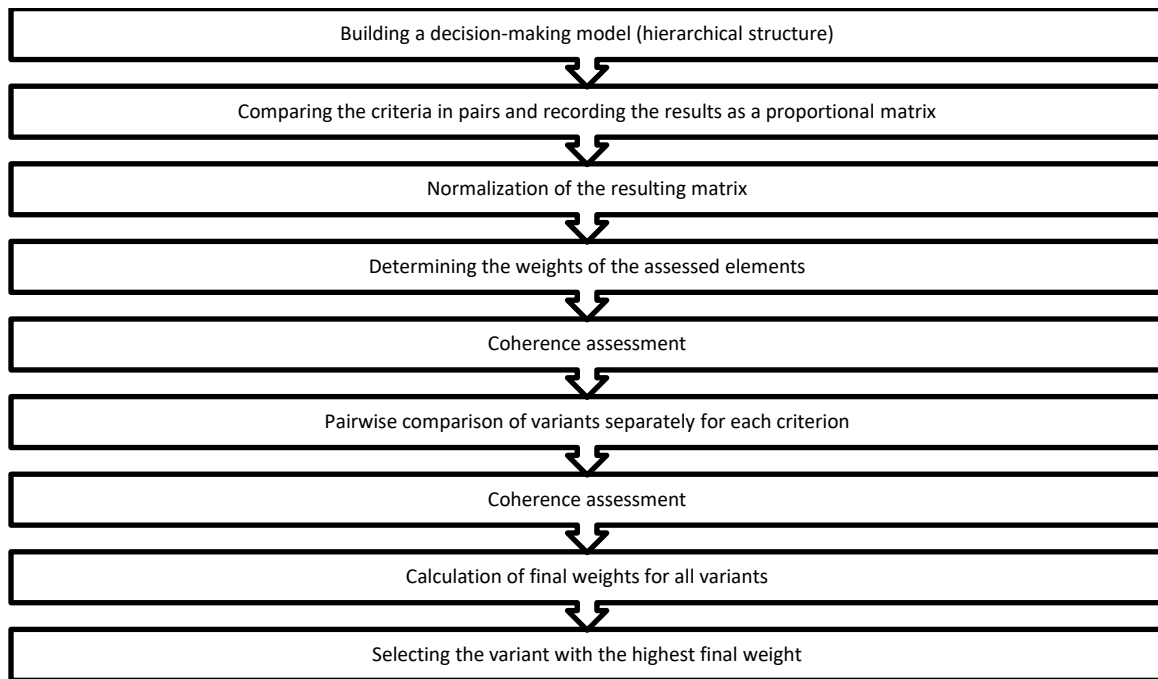 Building a decision-making model (hierarchical structure)
Comparing the criteria in pairs and recording the results as a proportional matrix
Normalization of the resulting matrix
Determining the weights of the assessed elements
Coherence assessment
Pairwise comparison of variants separately for each criterion
Coherence assessment
Calculation of final weights for all variants
Selecting the variant with the highest final weight